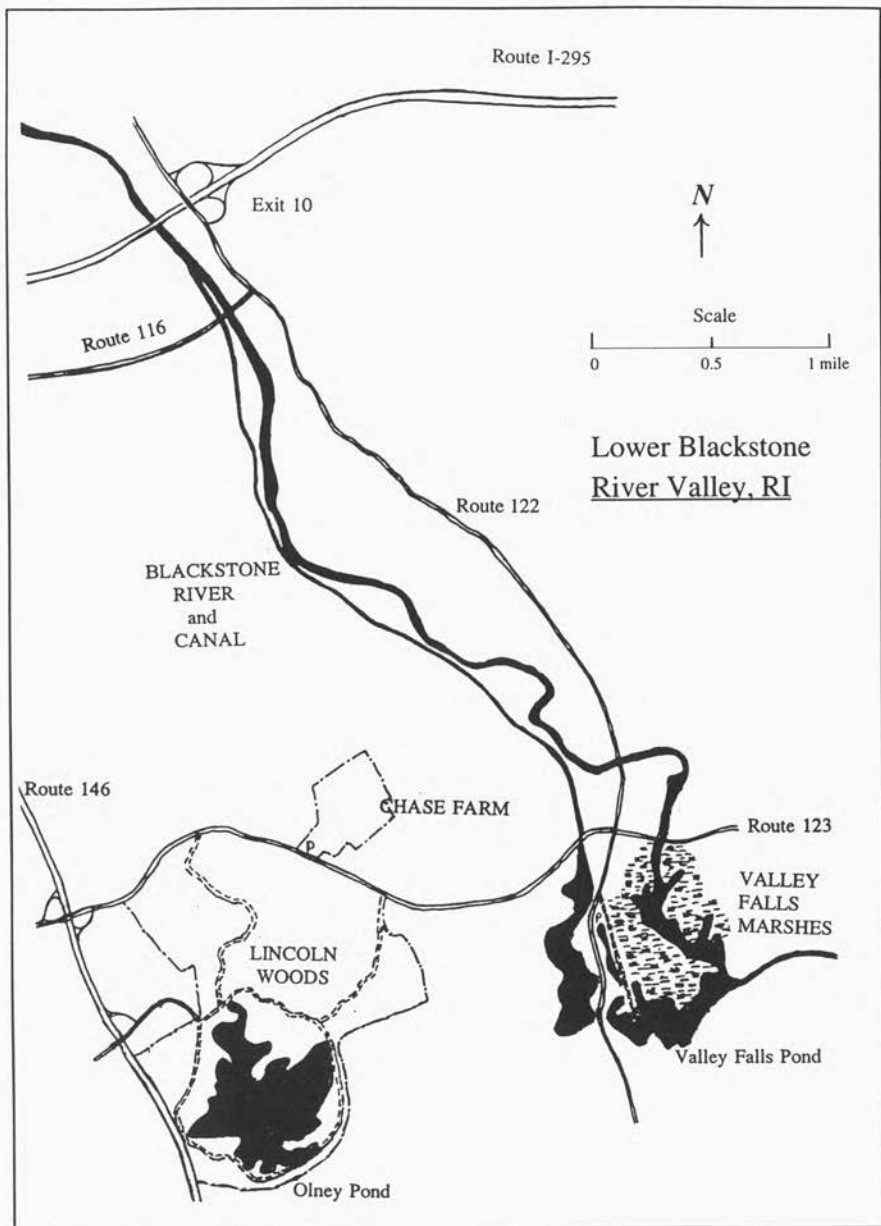 Route I-295
Exit 10
N
Route 116
Scale
0 0.5 1 mile
Lower Blackstone
River Valley, RI
Route 122
BLACKSTONE
RIVER
and
CANAL
Route 146
CHASE FARM
P
Route 123
VALLEY
FALLS
MARSHES
LINCOLN
WOODS
Valley Falls Pond
Olney Pond